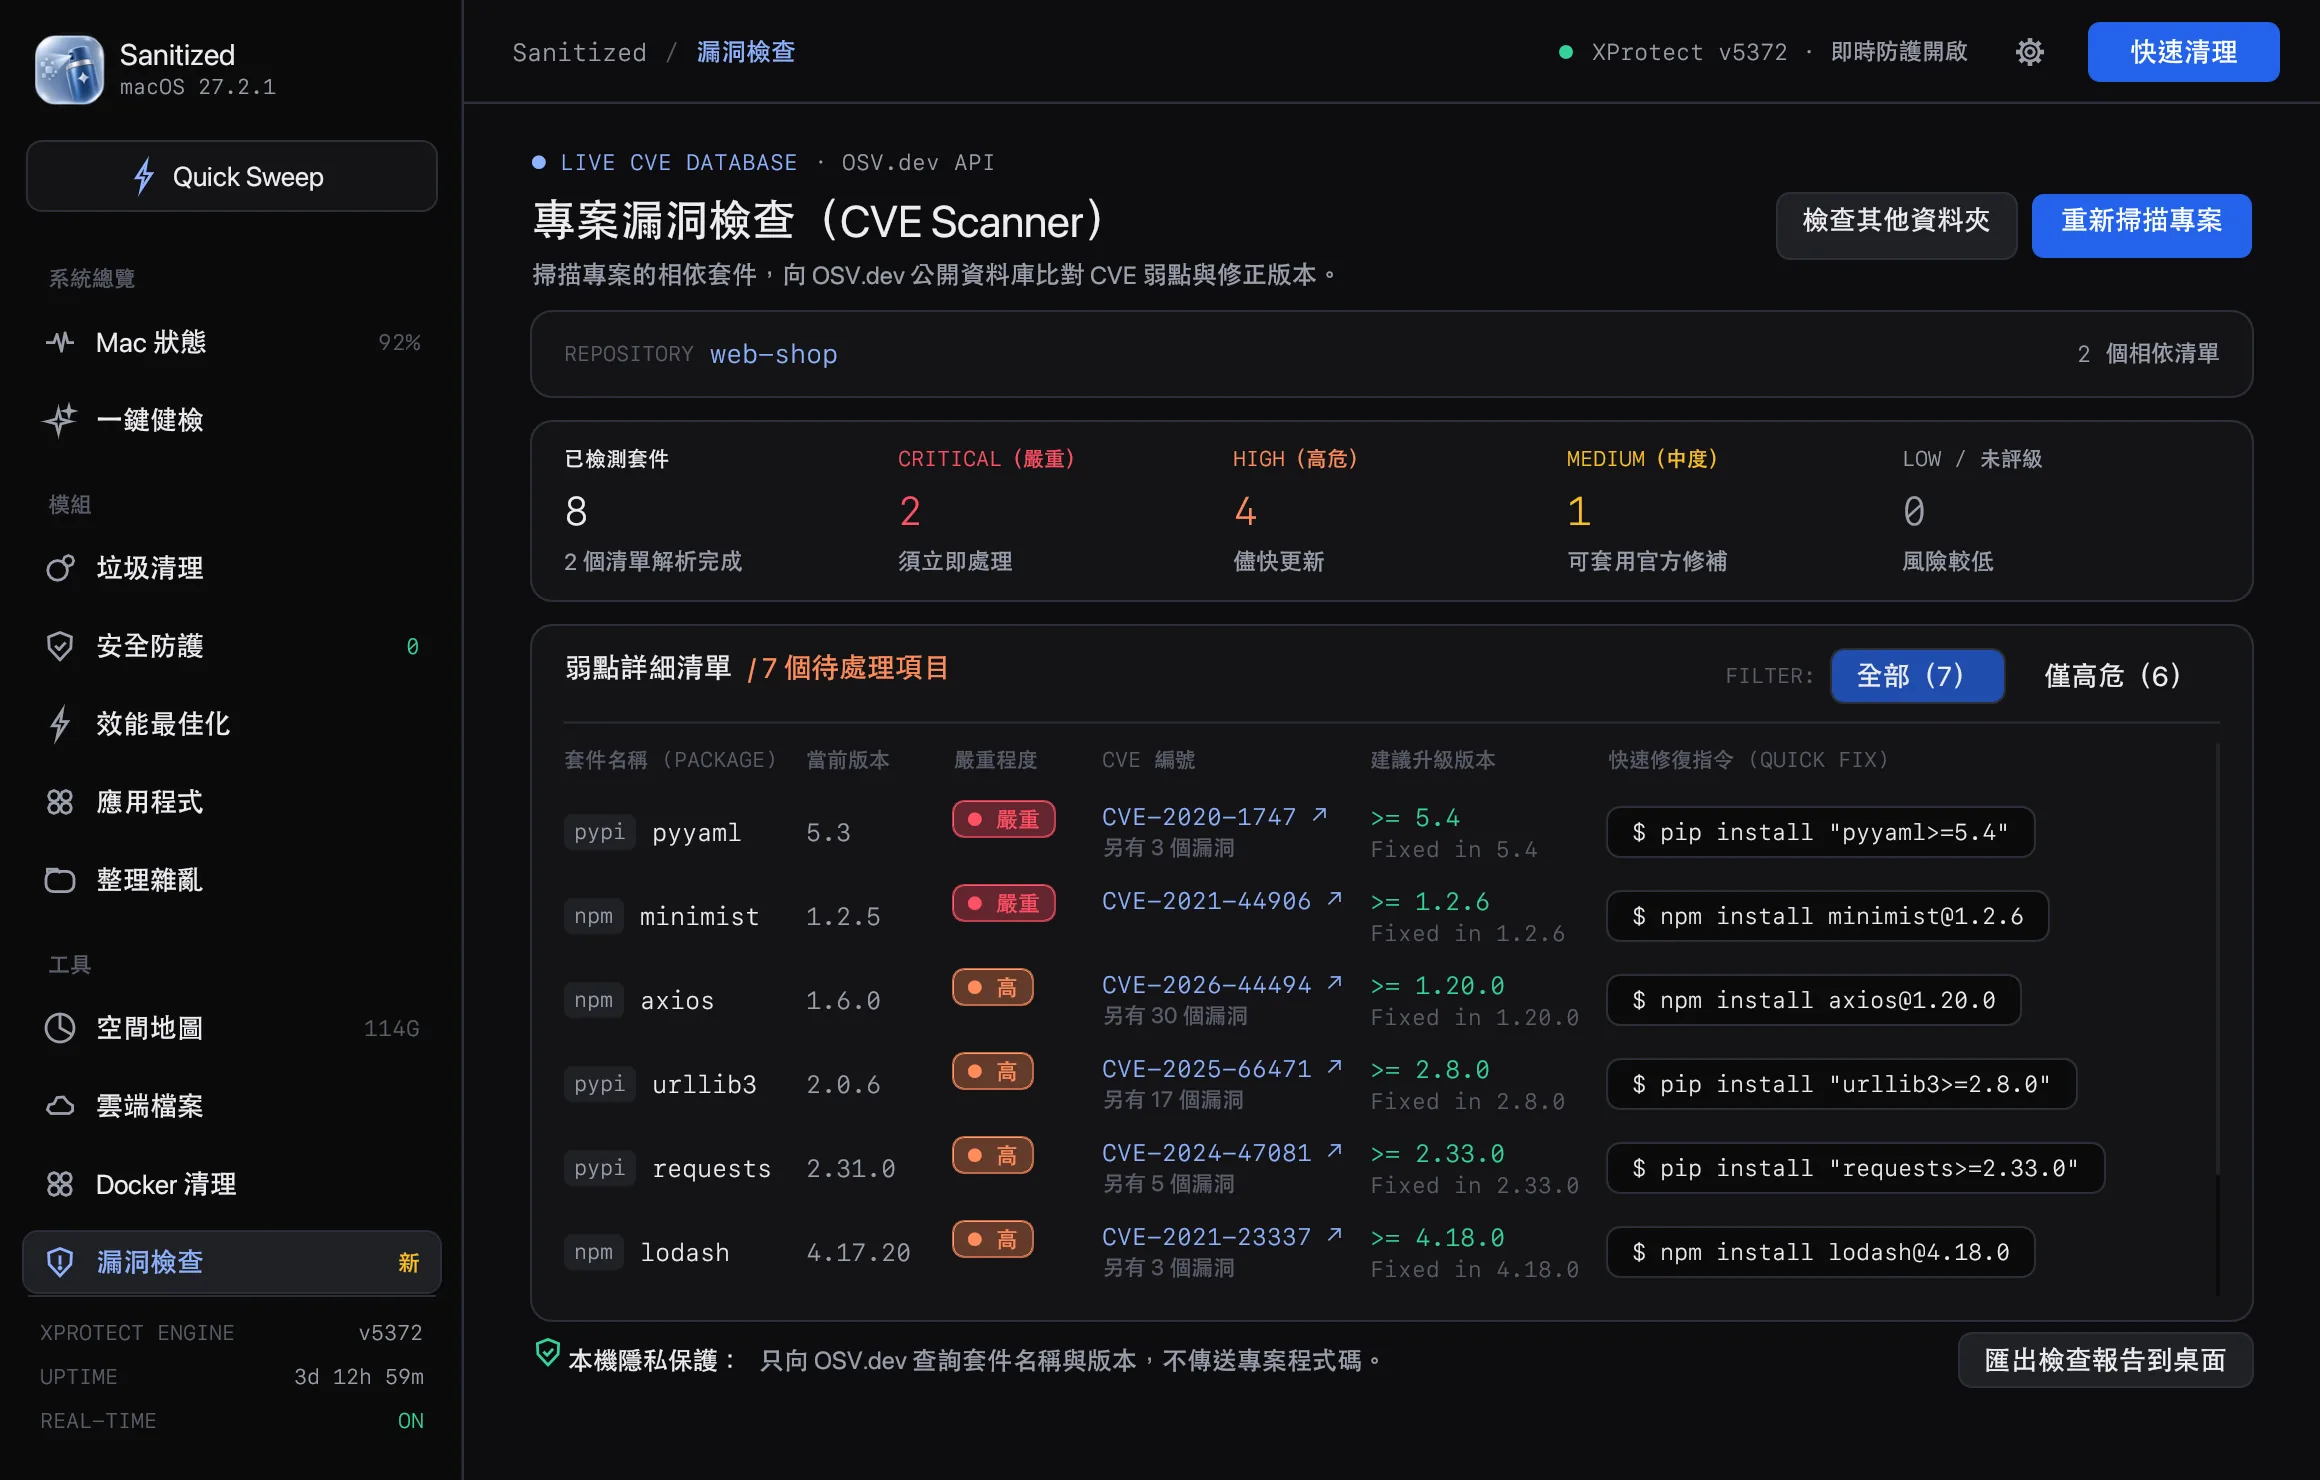 Sanitized
macOS 27.2.1
Quick Sweep
系統總覽
Mac 狀態 92%
一鍵健檢
模組
垃圾清理
安全防護 0
效能最佳化
應用程式
整理雜亂
工具
空間地圖 114G
雲端檔案
Docker 清理
漏洞檢查 新
XPROTECT ENGINE v5372
UPTIME 3d 12h 59m
REAL-TIME ON
Sanitized / 漏洞檢查
XProtect v5372 · 即時防護開啟
快速清理
LIVE CVE DATABASE · OSV.dev API
專案漏洞檢查（CVE Scanner）
掃描專案的相依套件，向 OSV.dev 公開資料庫比對 CVE 弱點與修正版本。
檢查其他資料夾
重新掃描專案
REPOSITORY web-shop
2 個相依清單
已檢測套件
8
2 個清單解析完成
CRITICAL（嚴重）
2
須立即處理
HIGH（高危）
4
儘快更新
MEDIUM（中度）
1
可套用官方修補
LOW / 未評級
0
風險較低
弱點詳細清單 / 7 個待處理項目
FILTER: 全部（7） 僅高危（6）
套件名稱（PACKAGE） 當前版本 嚴重程度 CVE 編號 建議升級版本 快速修復指令（QUICK FIX）
pypi pyyaml 5.3 嚴重 CVE-2020-1747 ↗ >= 5.4 $ pip install "pyyaml>=5.4"
另有 3 個漏洞 Fixed in 5.4
npm minimist 1.2.5 嚴重 CVE-2021-44906 ↗ >= 1.2.6 $ npm install minimist@1.2.6
Fixed in 1.2.6
npm axios 1.6.0 高 CVE-2026-44494 ↗ >= 1.20.0 $ npm install axios@1.20.0
另有 30 個漏洞 Fixed in 1.20.0
pypi urllib3 2.0.6 高 CVE-2025-66471 ↗ >= 2.8.0 $ pip install "urllib3>=2.8.0"
另有 17 個漏洞 Fixed in 2.8.0
pypi requests 2.31.0 高 CVE-2024-47081 ↗ >= 2.33.0 $ pip install "requests>=2.33.0"
另有 5 個漏洞 Fixed in 2.33.0
npm lodash 4.17.20 高 CVE-2021-23337 ↗ >= 4.18.0 $ npm install lodash@4.18.0
另有 3 個漏洞 Fixed in 4.18.0
本機隱私保護： 只向 OSV.dev 查詢套件名稱與版本，不傳送專案程式碼。
匯出檢查報告到桌面